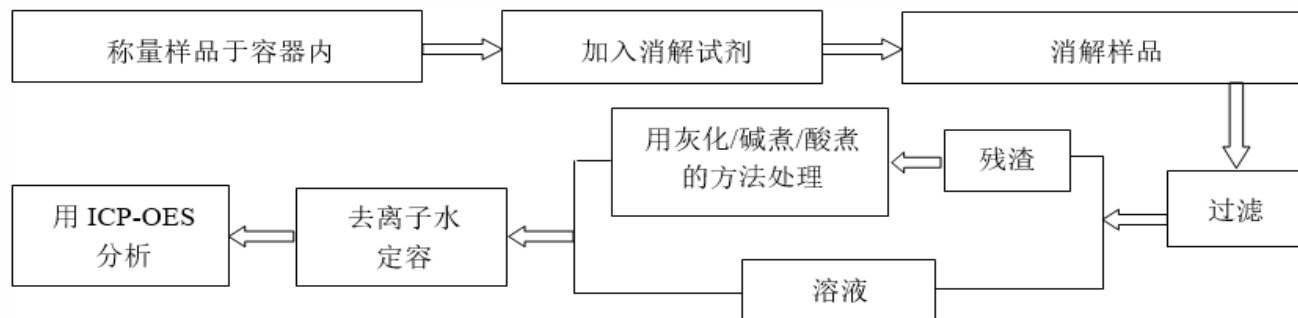 称量样品于容器内
加入消解试剂
消解样品
过滤
残渣
用灰化/碱煮/酸煮
的方法处理
溶液
去离子水
定容
用 ICP-OES
分析